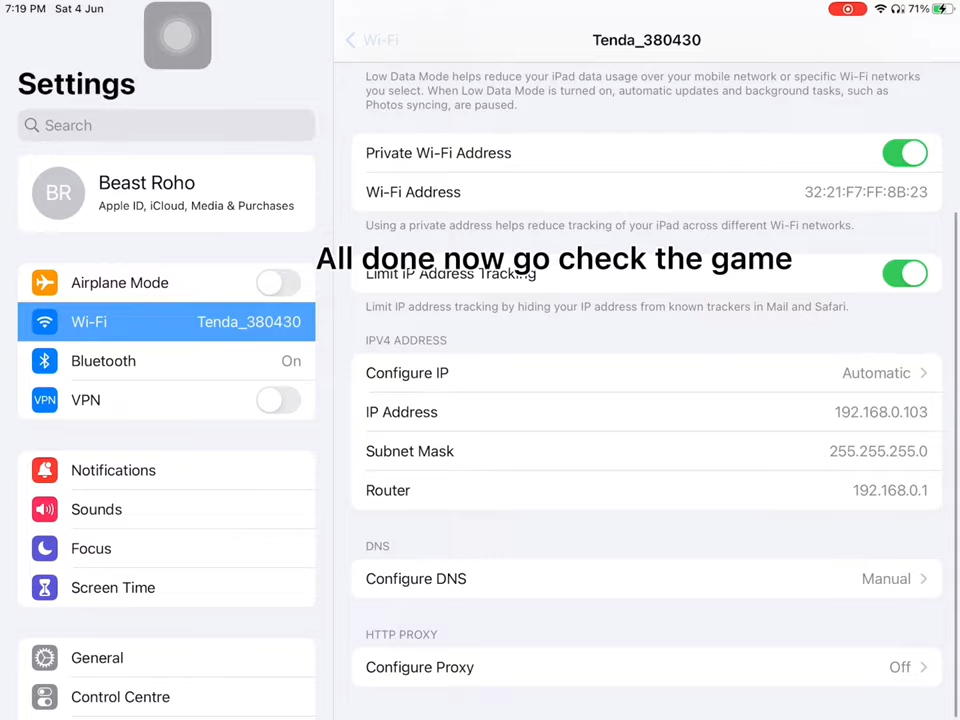 7:19 PM Sat 4 Jun
71%
Settings
Search
BR
Beast Roho
Apple ID, iCloud, Media & Purchases
Airplane Mode
Wi-Fi Tenda_380430
Bluetooth On
VPN VPN
Notifications
Sounds
Focus
Screen Time
General
Control Centre
Wi-Fi
Tenda_380430
Low Data Mode helps reduce your iPad data usage over your mobile network or specific Wi-Fi networks
you select. When Low Data Mode is turned on, automatic updates and background tasks, such as
Photos syncing, are paused.
Private Wi-Fi Address
Wi-Fi Address 32:21:F7:FF:8B:23
Using a private address helps reduce tracking of your iPad across different Wi-Fi networks.
All done now go check the game
Limit IP Address Tracking
Limit IP address tracking by hiding your IP address from known trackers in Mail and Safari.
IPV4 ADDRESS
Configure IP Automatic
IP Address 192.168.0.103
Subnet Mask 255.255.255.0
Router 192.168.0.1
DNS
Configure DNS Manual
HTTP PROXY
Configure Proxy Off